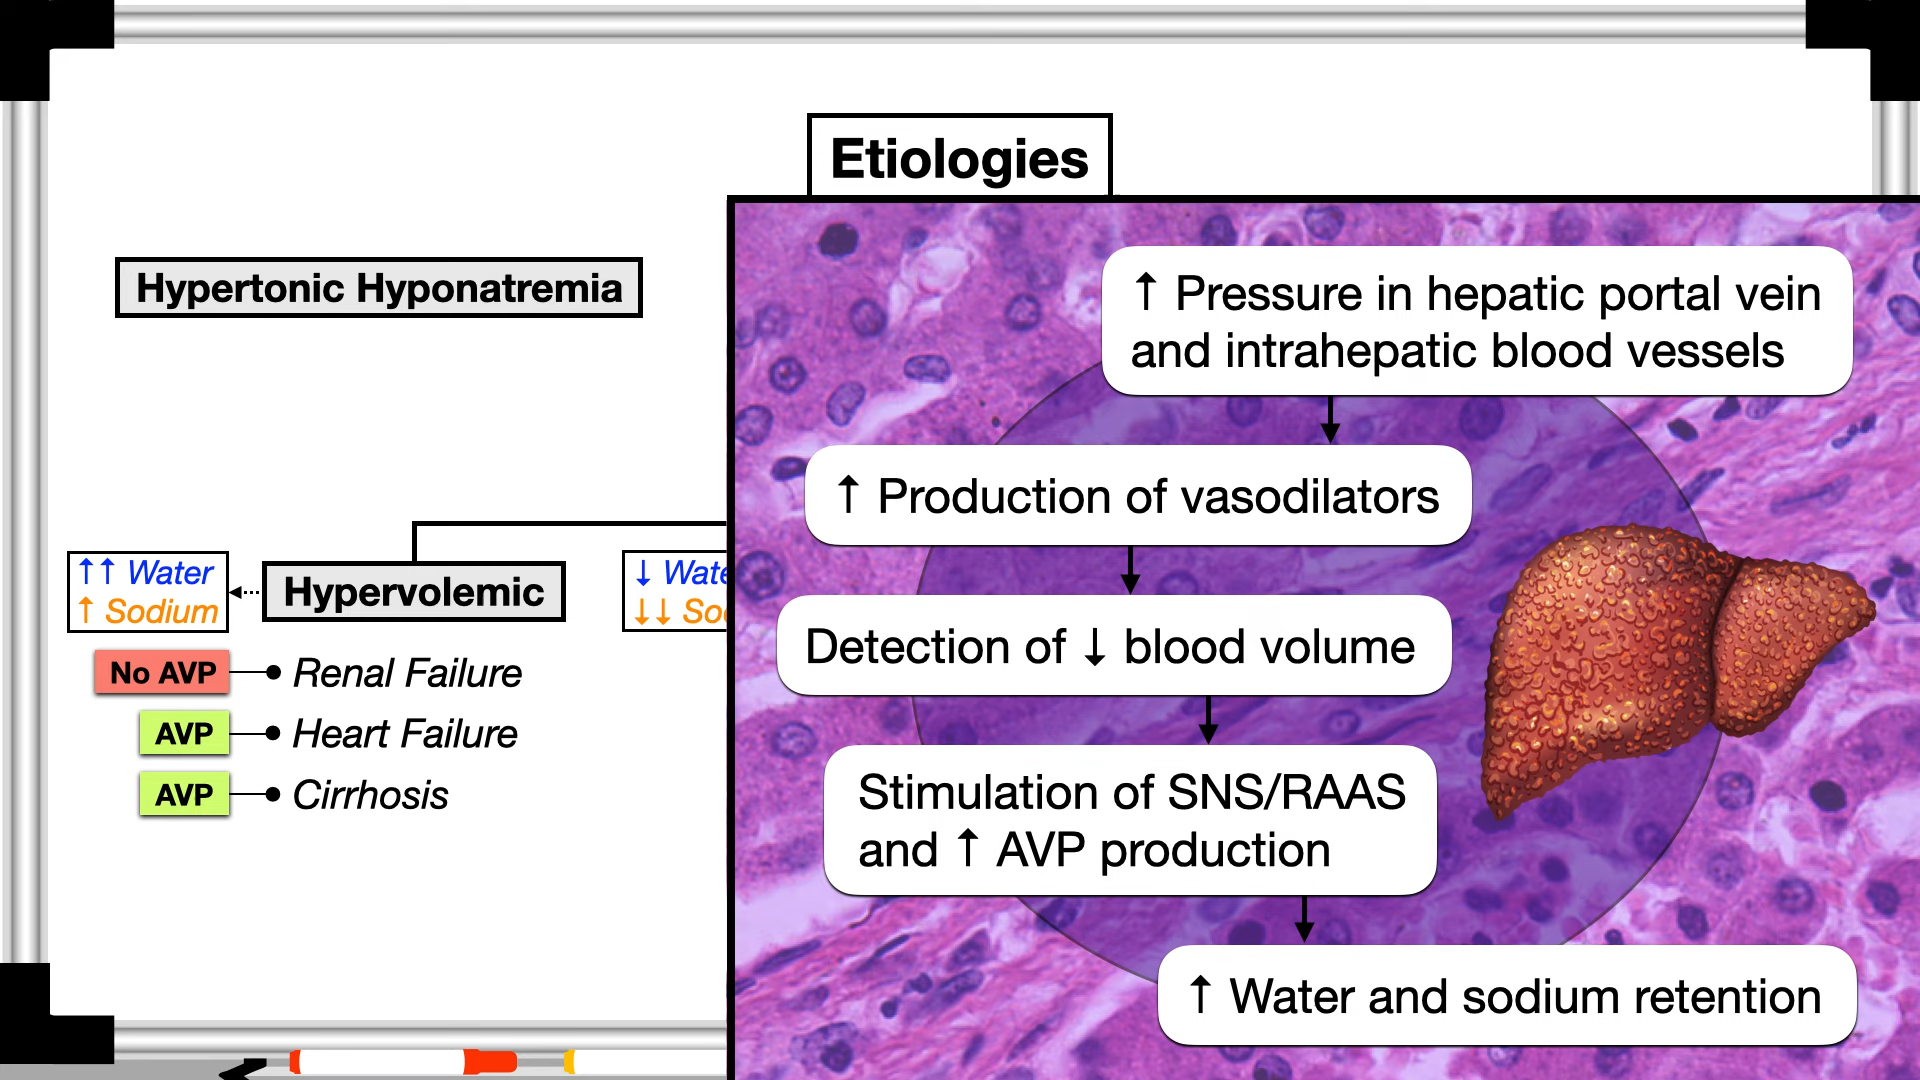 Etiologies
Hypertonic Hyponatremia
↑↑ Water
↑ Sodium
Hypervolemic
No AVP
Renal Failure
AVP
Heart Failure
AVP
Cirrhosis
↓
↓↓
↑ Pressure in hepatic portal vein
and intrahepatic blood vessels
↑ Production of vasodilators
Detection of ↓ blood volume
Stimulation of SNS/RAAS
and ↑ AVP production
↑ Water and sodium retention